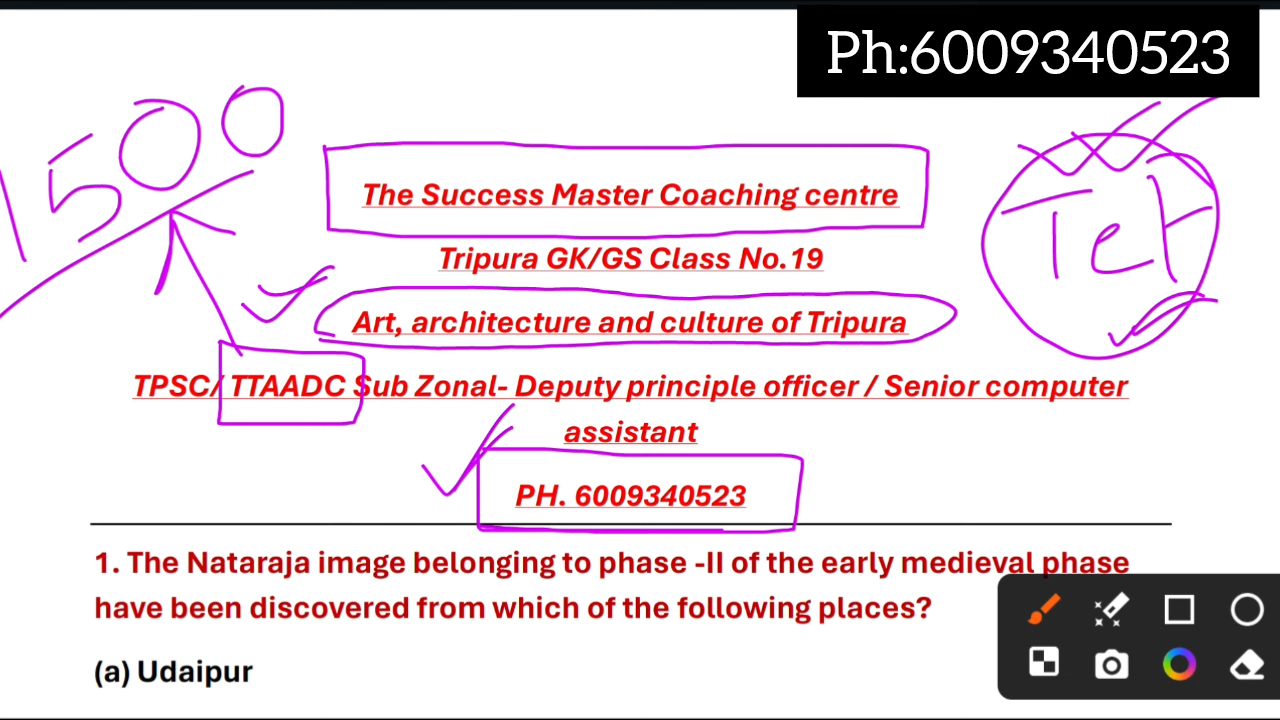 Ph:6009340523
1500
The Success Master Coaching centre
Tripura GK/GS Class No.19
Art, architecture and culture of Tripura
TPSC/ TTAADC Sub Zonal- Deputy principle officer / Senior computer
assistant
PH. 6009340523
1. The Nataraja image belonging to phase -II of the early medieval phase
have been discovered from which of the following places?
(a) Udaipur